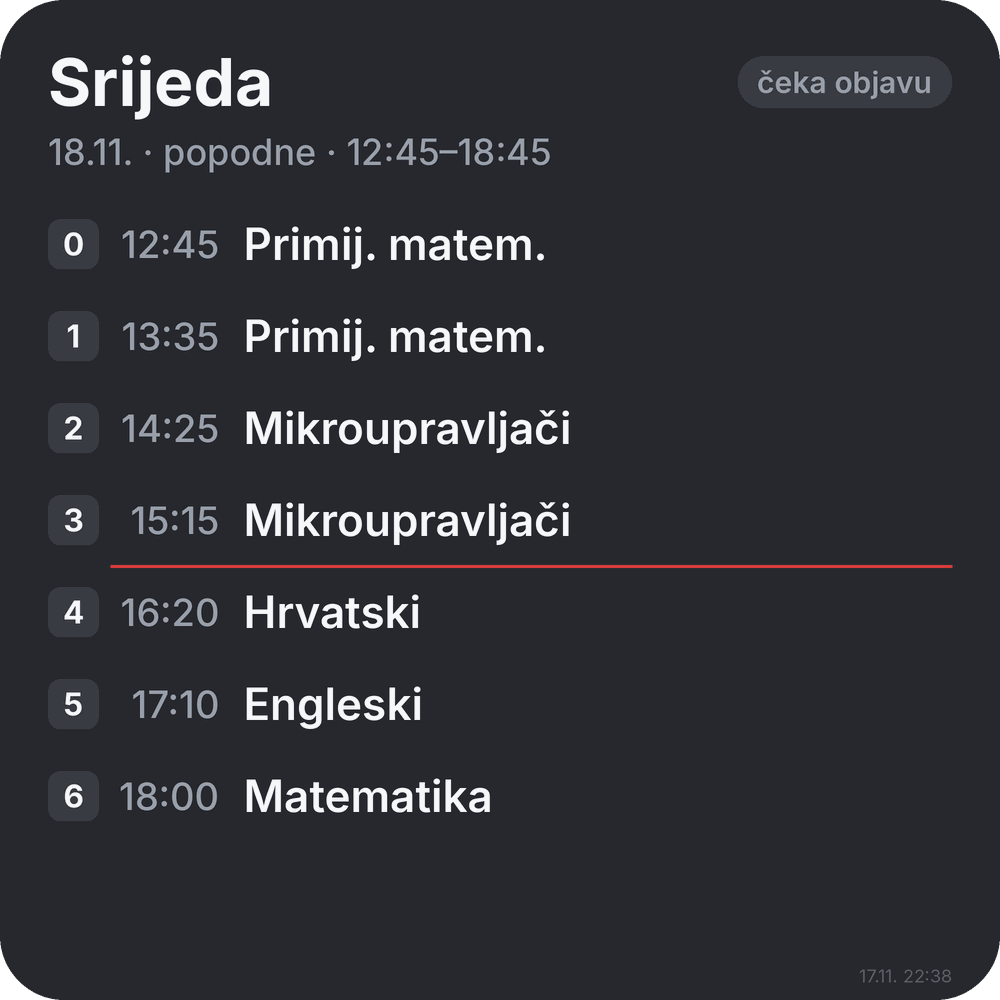 Srijeda
čeka objavu
18.11. · popodne · 12:45–18:45
0 12:45 Primij. matem.
1 13:35 Primij. matem.
2 14:25 Mikroupravljači
3 15:15 Mikroupravljači
4 16:20 Hrvatski
5 17:10 Engleski
6 18:00 Matematika
17.11. 22:38